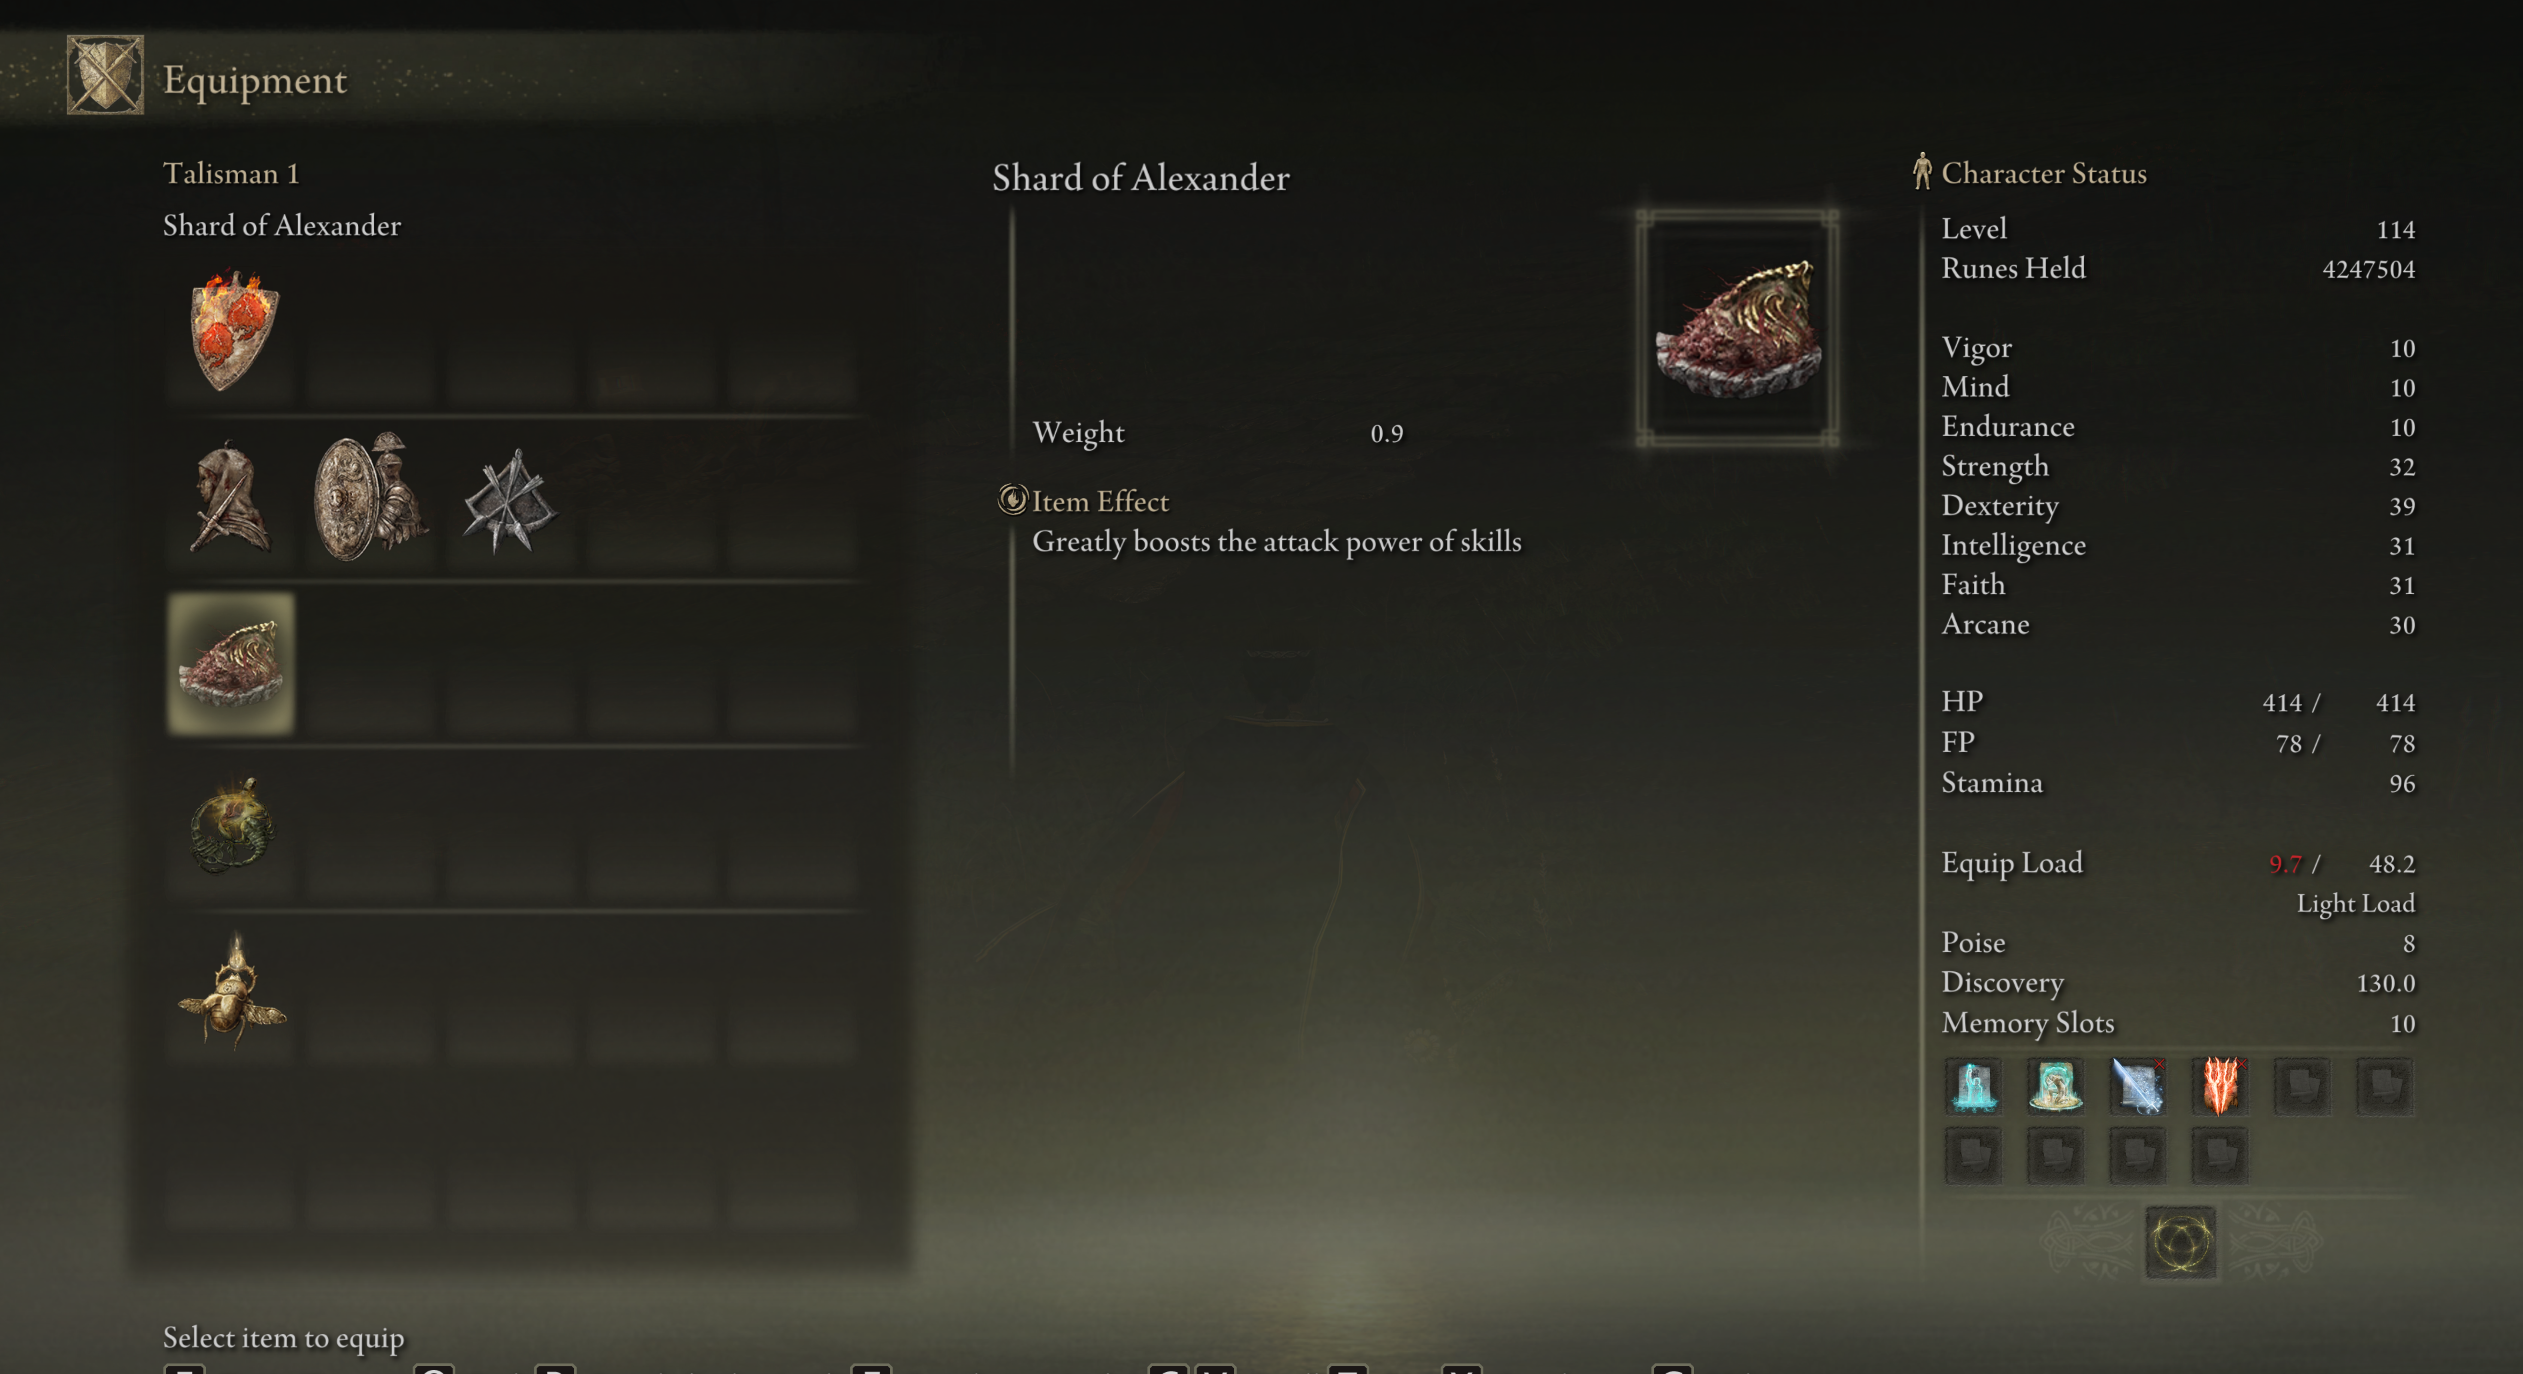 Equipment
Talisman 1
Shard of Alexander
Shard of Alexander
Weight 0.9
Item Effect
Greatly boosts the attack power of skills
Character Status
Level 114
Runes Held 4247504
Vigor 10
Mind 10
Endurance 10
Strength 32
Dexterity 39
Intelligence 31
Faith 31
Arcane 30
HP 414 / 414
FP 78 / 78
Stamina 96
Equip Load 9.7 / 48.2
Light Load
Poise 8
Discovery 130.0
Memory Slots 10
Select item to equip